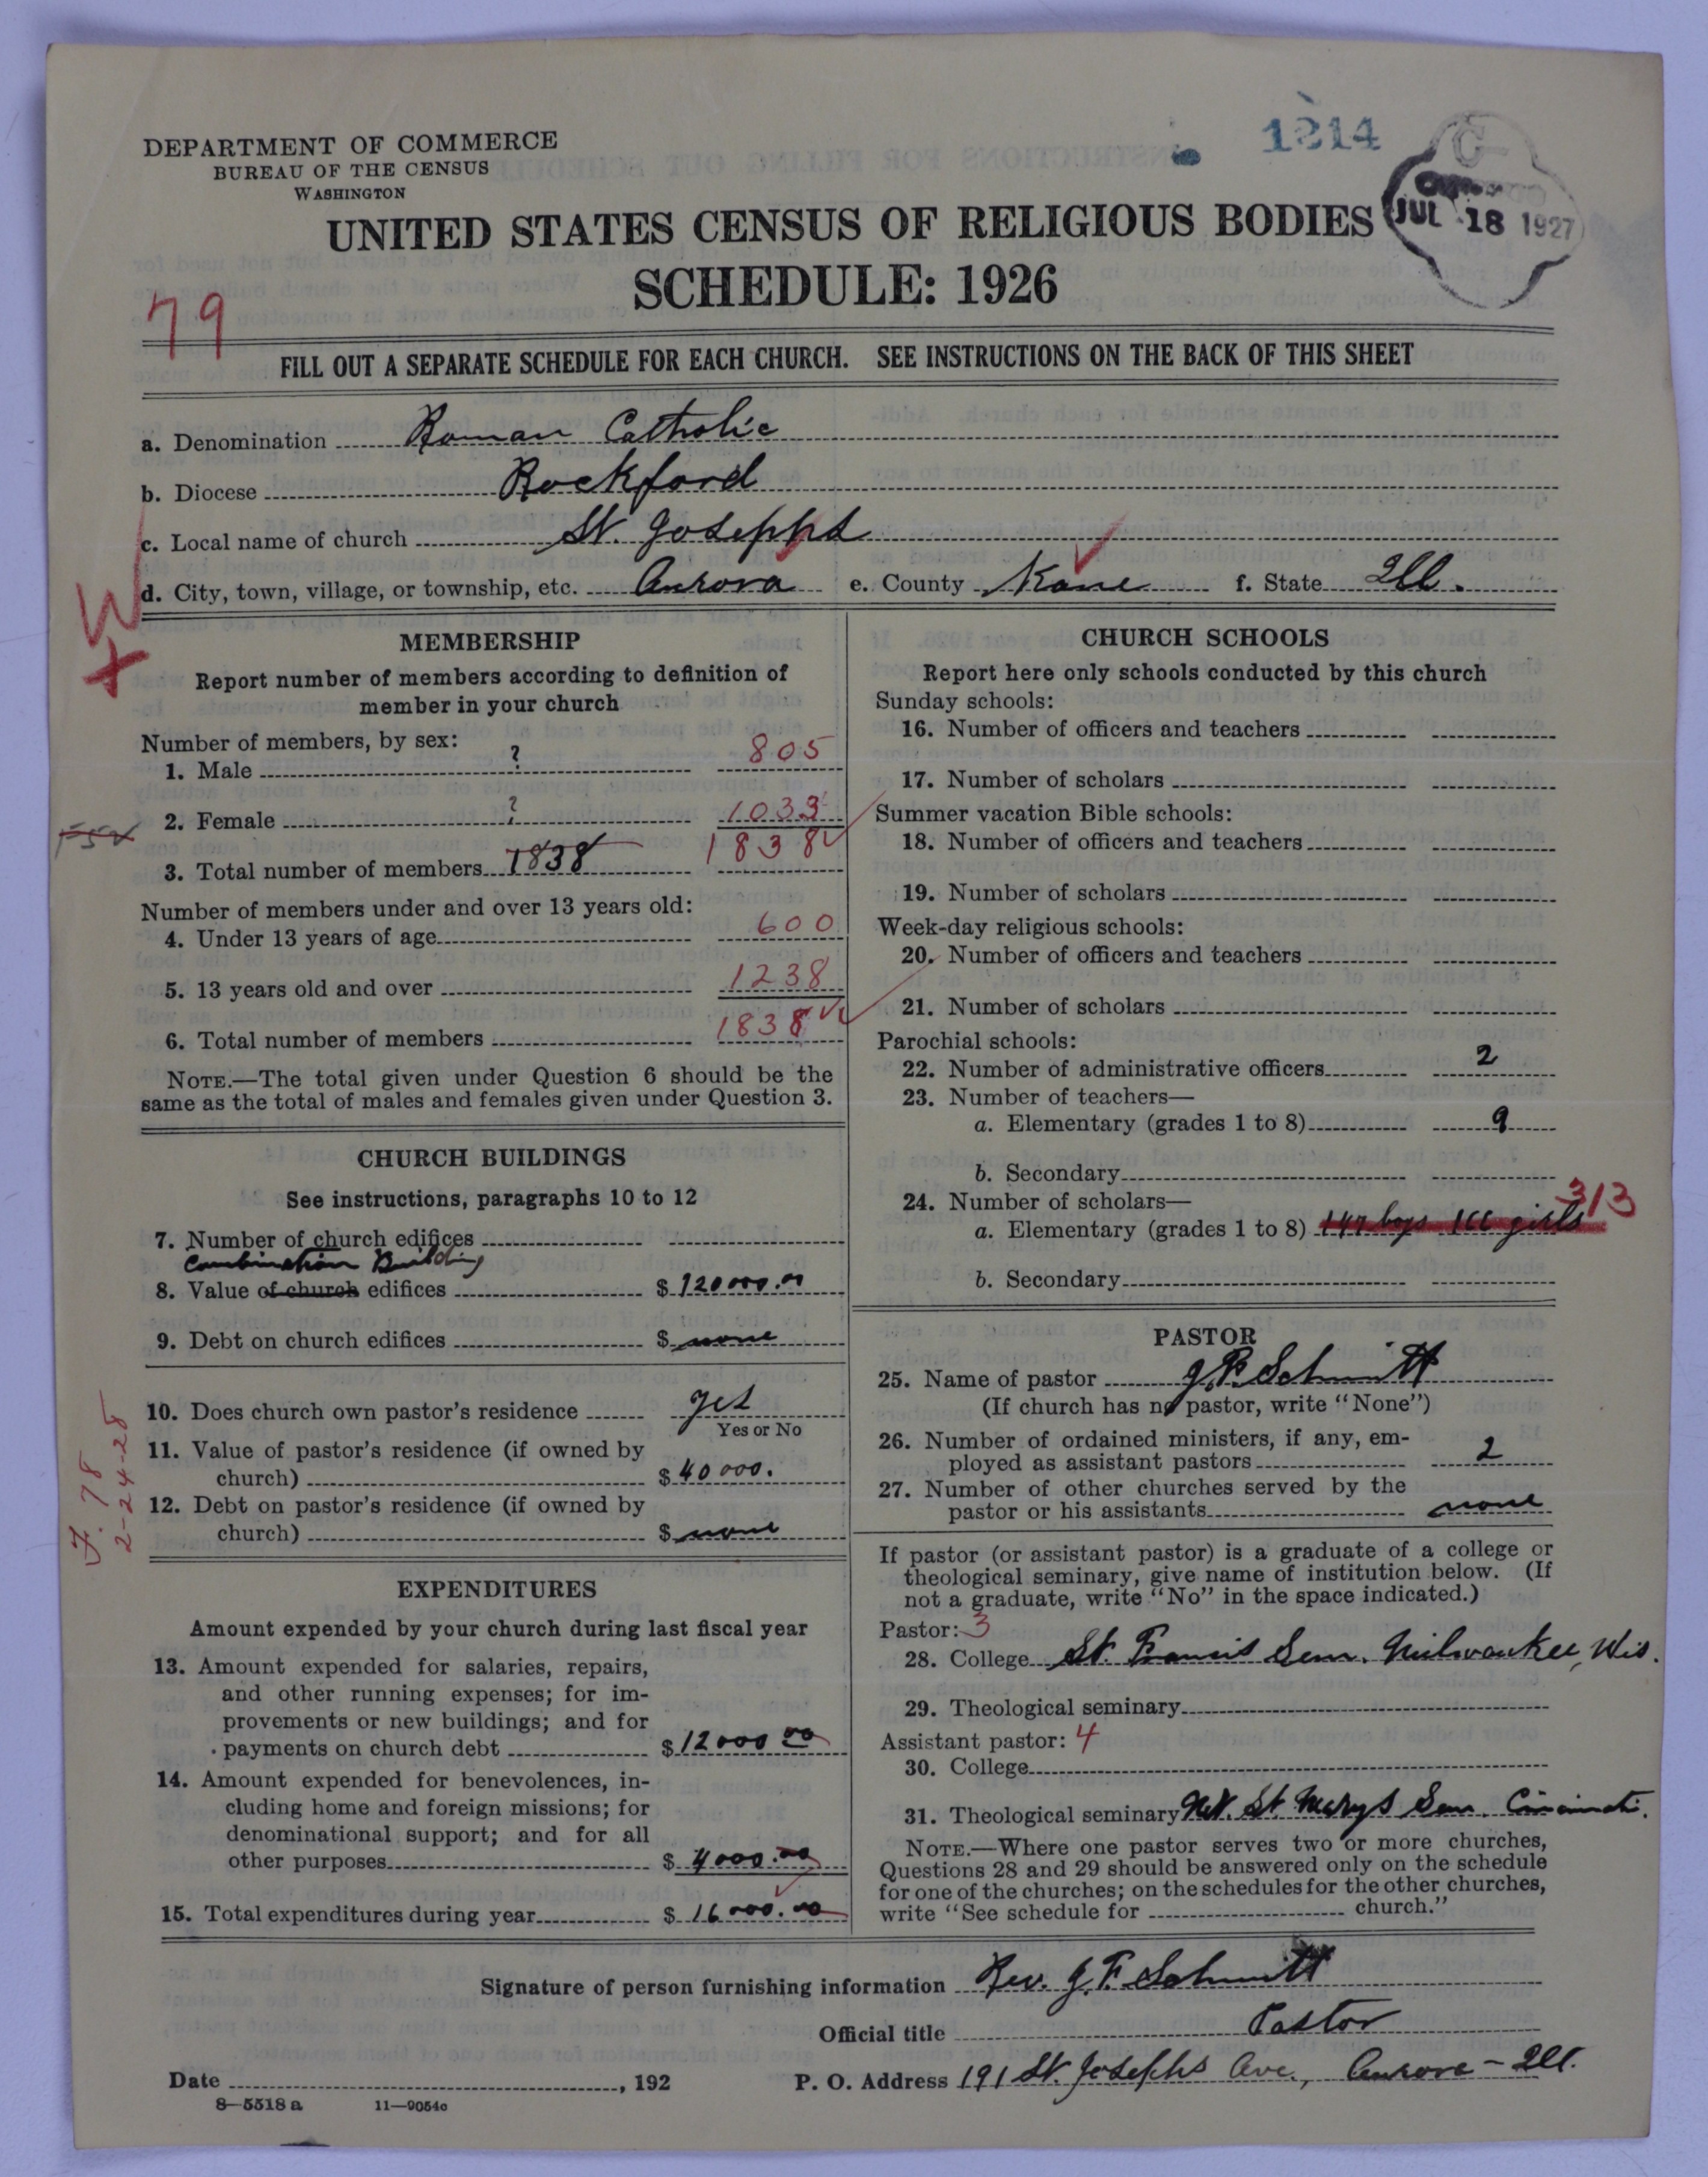 1214
DEPARTMENT OF COMMERCE
BUREAU OF THE CENSUS
WASHINGTON
UNITED STATES CENSUS OF RELIGIOUS BODIES
JUL 18 1927
SCHEDULE: 1926
79
FILL OUT A SEPARATE SCHEDULE FOR EACH CHURCH. SEE INSTRUCTIONS ON THE BACK OF THIS SHEET
a. Denomination Roman Catholic
b. Diocese Rockford
c. Local name of church St. Josephs
d. City, town, village, or township, etc. Aurora e. County Kane f. State Ill.
W
X
MEMBERSHIP
Report number of members according to definition of
member in your church
Number of members, by sex:
1. Male ? 805
2. Female ? 1033
3. Total number of members 1838 1838
Number of members under and over 13 years old:
4. Under 13 years of age 600
5. 13 years old and over 1238
6. Total number of members 1838
NOTE.—The total given under Question 6 should be the
same as the total of males and females given under Question 3.
CHURCH BUILDINGS
See instructions, paragraphs 10 to 12
7. Number of church edifices
Combination Building
8. Value of church edifices $ 120000.00
9. Debt on church edifices $ none
10. Does church own pastor's residence yes
Yes or No
11. Value of pastor's residence (if owned by
church) $ 40000.
12. Debt on pastor's residence (if owned by
church) $ none
F. 78
2-24-28
EXPENDITURES
Amount expended by your church during last fiscal year
13. Amount expended for salaries, repairs,
and other running expenses; for im-
provements or new buildings; and for
payments on church debt $ 12000 00
14. Amount expended for benevolences, in-
cluding home and foreign missions; for
denominational support; and for all
other purposes $ 4000.00
15. Total expenditures during year $ 16000.00
CHURCH SCHOOLS
Report here only schools conducted by this church
Sunday schools:
16. Number of officers and teachers
17. Number of scholars
Summer vacation Bible schools:
18. Number of officers and teachers
19. Number of scholars
Week-day religious schools:
20. Number of officers and teachers
21. Number of scholars
Parochial schools:
22. Number of administrative officers 2
23. Number of teachers—
a. Elementary (grades 1 to 8) 9
b. Secondary
24. Number of scholars—
313
a. Elementary (grades 1 to 8) 147 boys 166 girls
b. Secondary
PASTOR
25. Name of pastor J.F. Schmitt
(If church has no pastor, write "None")
26. Number of ordained ministers, if any, em-
ployed as assistant pastors 2
27. Number of other churches served by the
pastor or his assistants none
If pastor (or assistant pastor) is a graduate of a college or
theological seminary, give name of institution below. (If
not a graduate, write "No" in the space indicated.)
Pastor: 3
28. College St. Francis Sem. Milwaukee, Wis.
29. Theological seminary
Assistant pastor: 4
30. College
31. Theological seminary St Marys Sem. Cincinnati.
NOTE.—Where one pastor serves two or more churches,
Questions 28 and 29 should be answered only on the schedule
for one of the churches; on the schedules for the other churches,
write "See schedule for church."
Signature of person furnishing information Rev. J.F. Schmitt
Official title Pastor
Date , 192 P. O. Address 191 St. Josephs Ave., Aurora - Ill.
8—5518 a 11—9054c